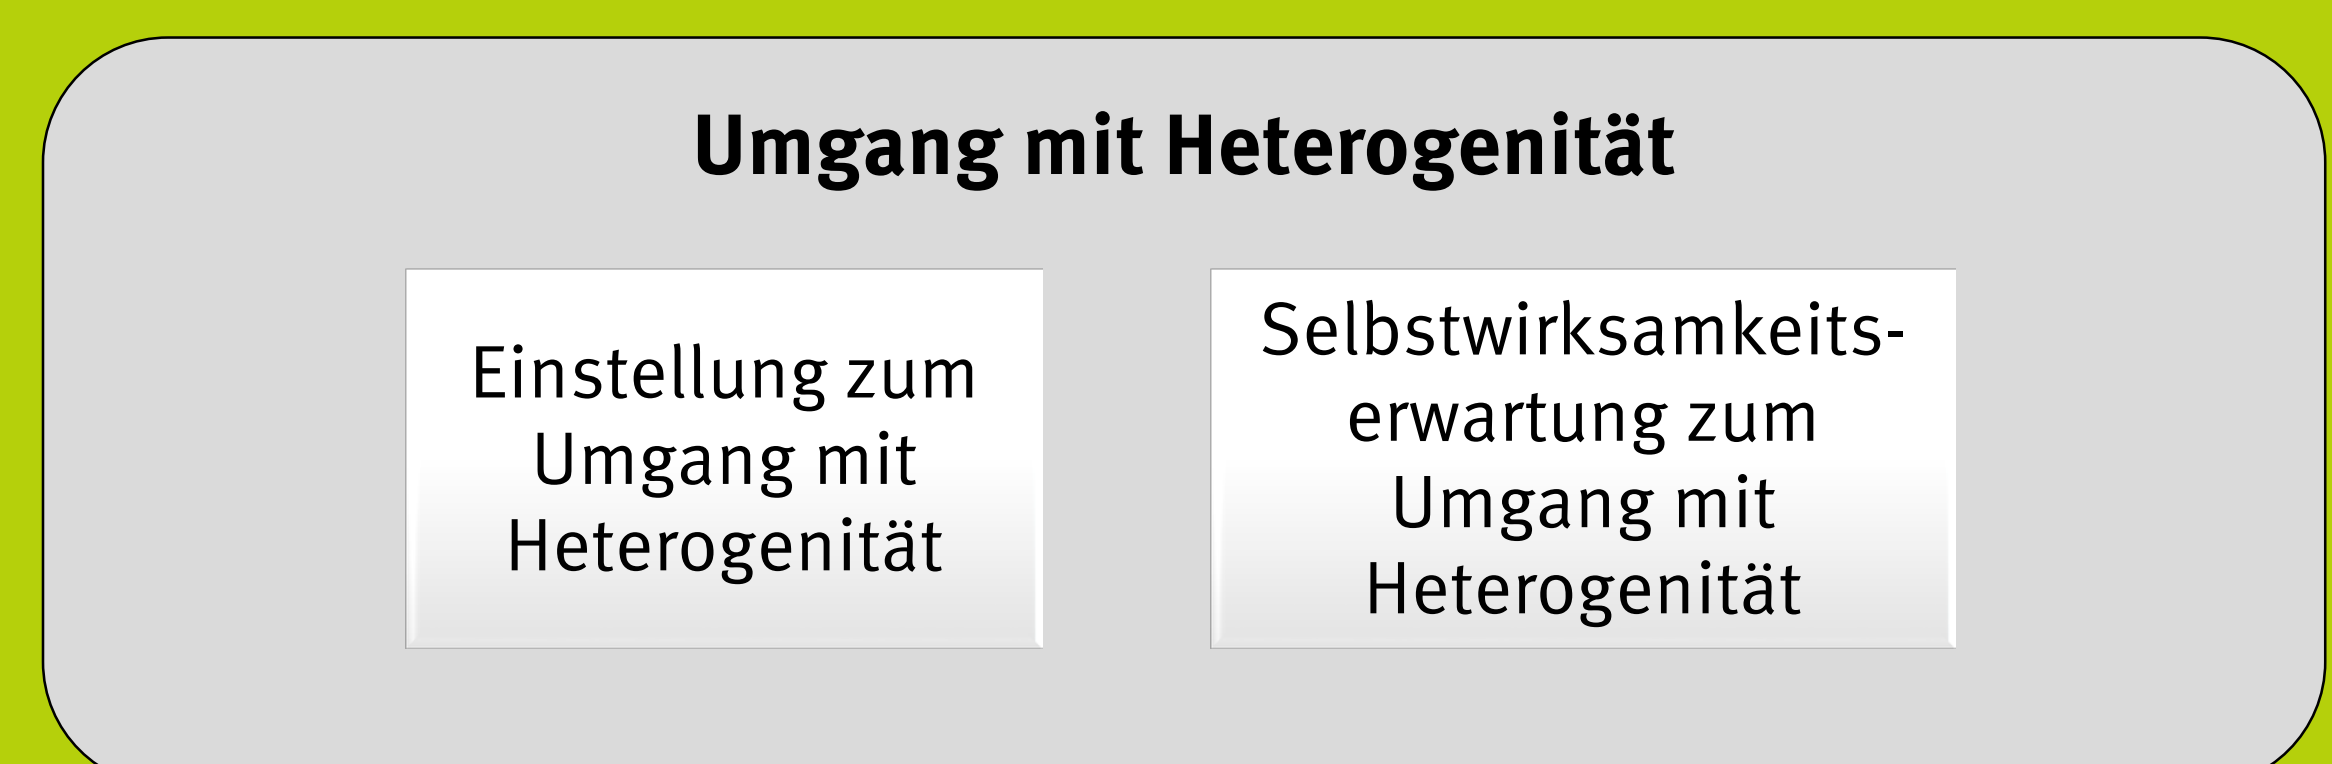 Umgang mit Heterogenität
Einstellung zum
Umgang mit
Heterogenität
Selbstwirksamkeits-
erwartung zum
Umgang mit
Heterogenität